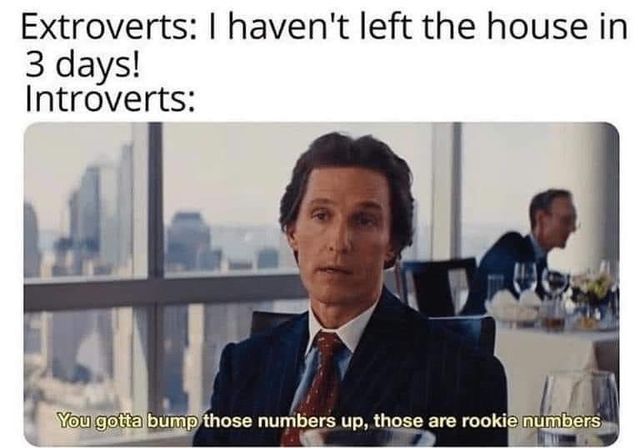 Extroverts: I haven't left the house in
3 days!
Introverts:
You gotta bump those numbers up, those are rookie numbers